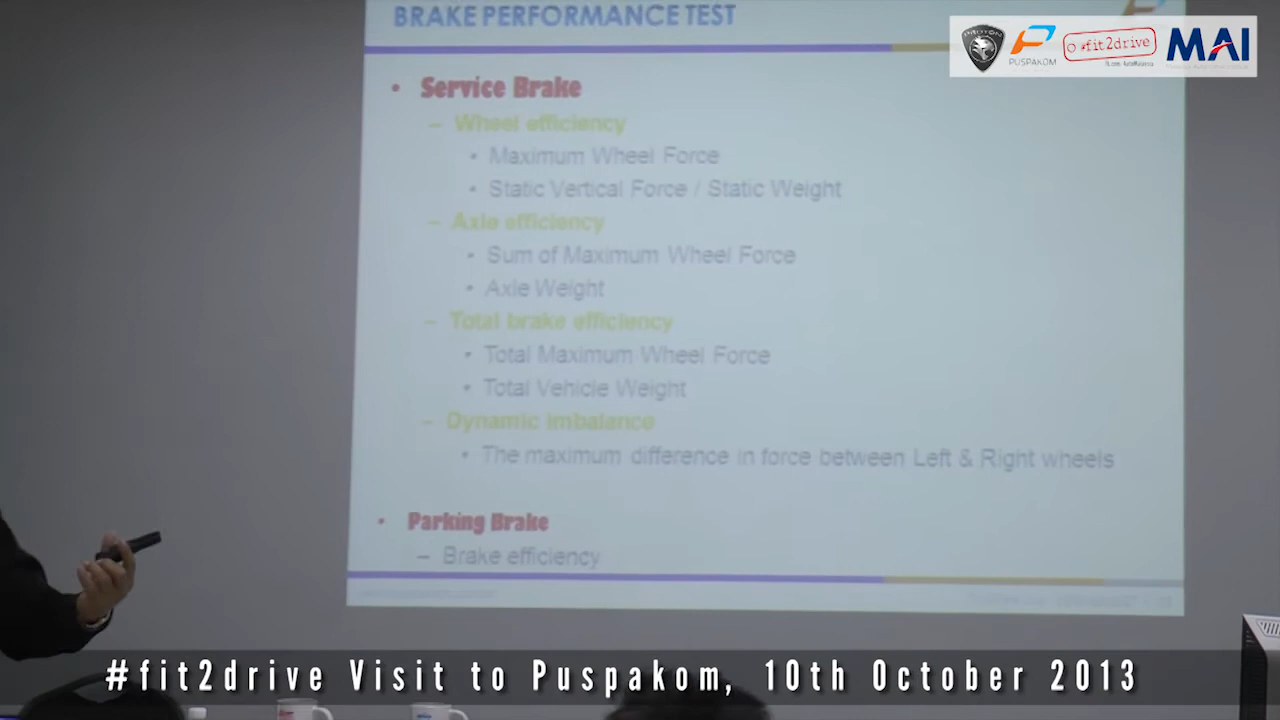 BRAKE PERFORMANCE TEST
PROTON
PUSPAKOM
#fit2drive
MAI
• Service Brake
– Wheel efficiency
• Maximum Wheel Force
• Static Vertical Force / Static Weight
– Axle efficiency
• Sum of Maximum Wheel Force
• Axle Weight
– Total brake efficiency
• Total Maximum Wheel Force
• Total Vehicle Weight
– Dynamic imbalance
• The maximum difference in force between Left & Right wheels
• Parking Brake
– Brake efficiency
#fit2drive Visit to Puspakom, 10th October 2013